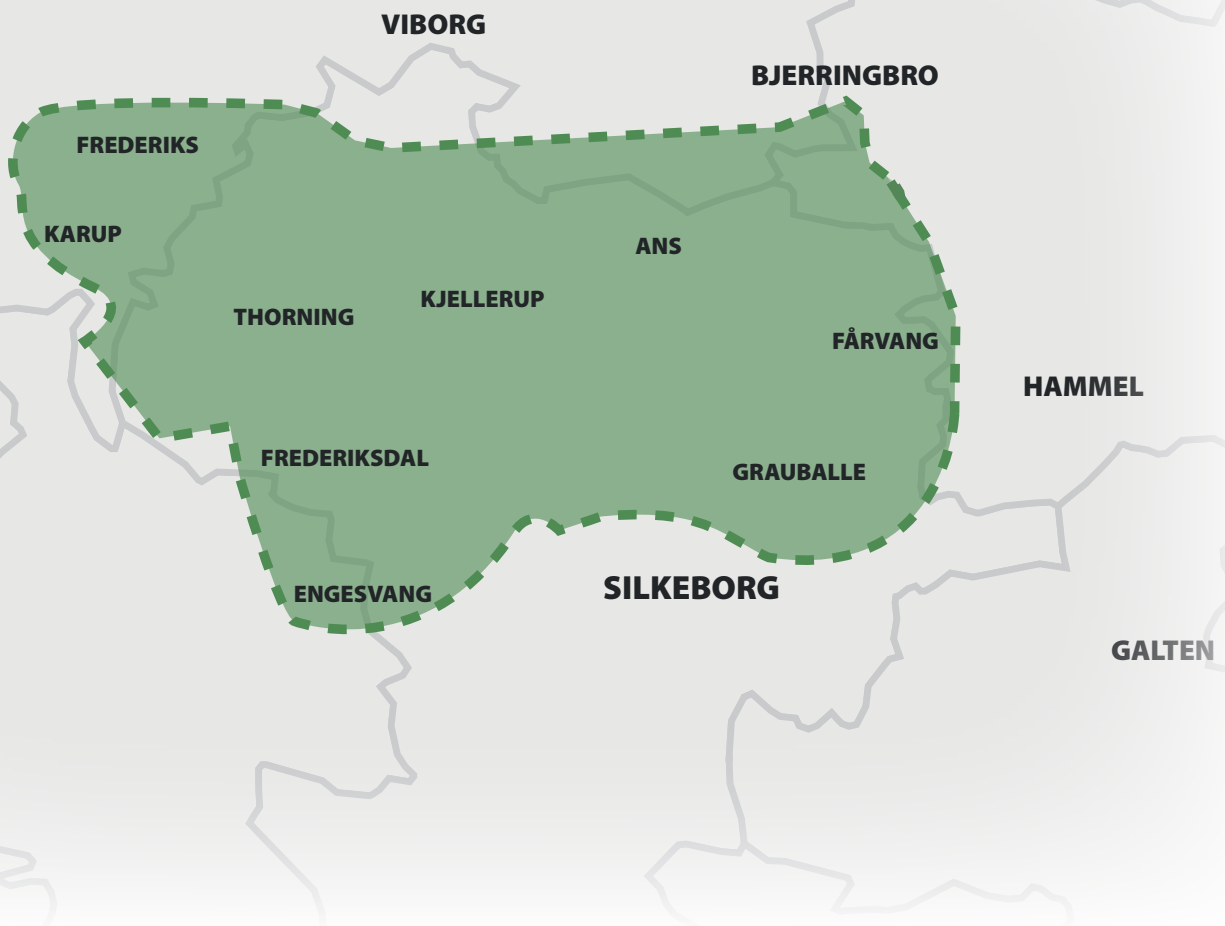 VIBORG
BJERRINGBRO
FREDERIKS
KARUP
ANS
KJELLERUP
THORNING
FÅRVANG
HAMMEL
FREDERIKSDAL
GRAUBALLE
SILKEBORG
ENGESVANG
GALTEN